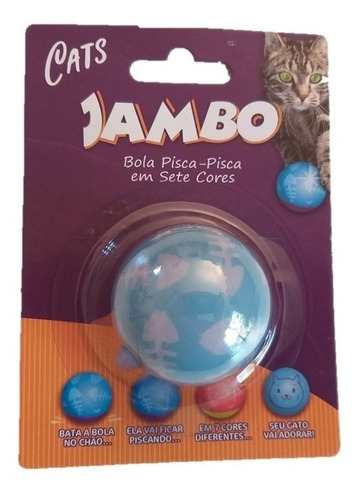 CATS
JAMBO
Bola Pisca-Pisca
em Sete Cores
BATA A BOLA
NO CHÃO...
ELA VAI FICAR
PISCANDO...
EM 7 CORES
DIFERENTES...
SEU GATO
VAI ADORAR!